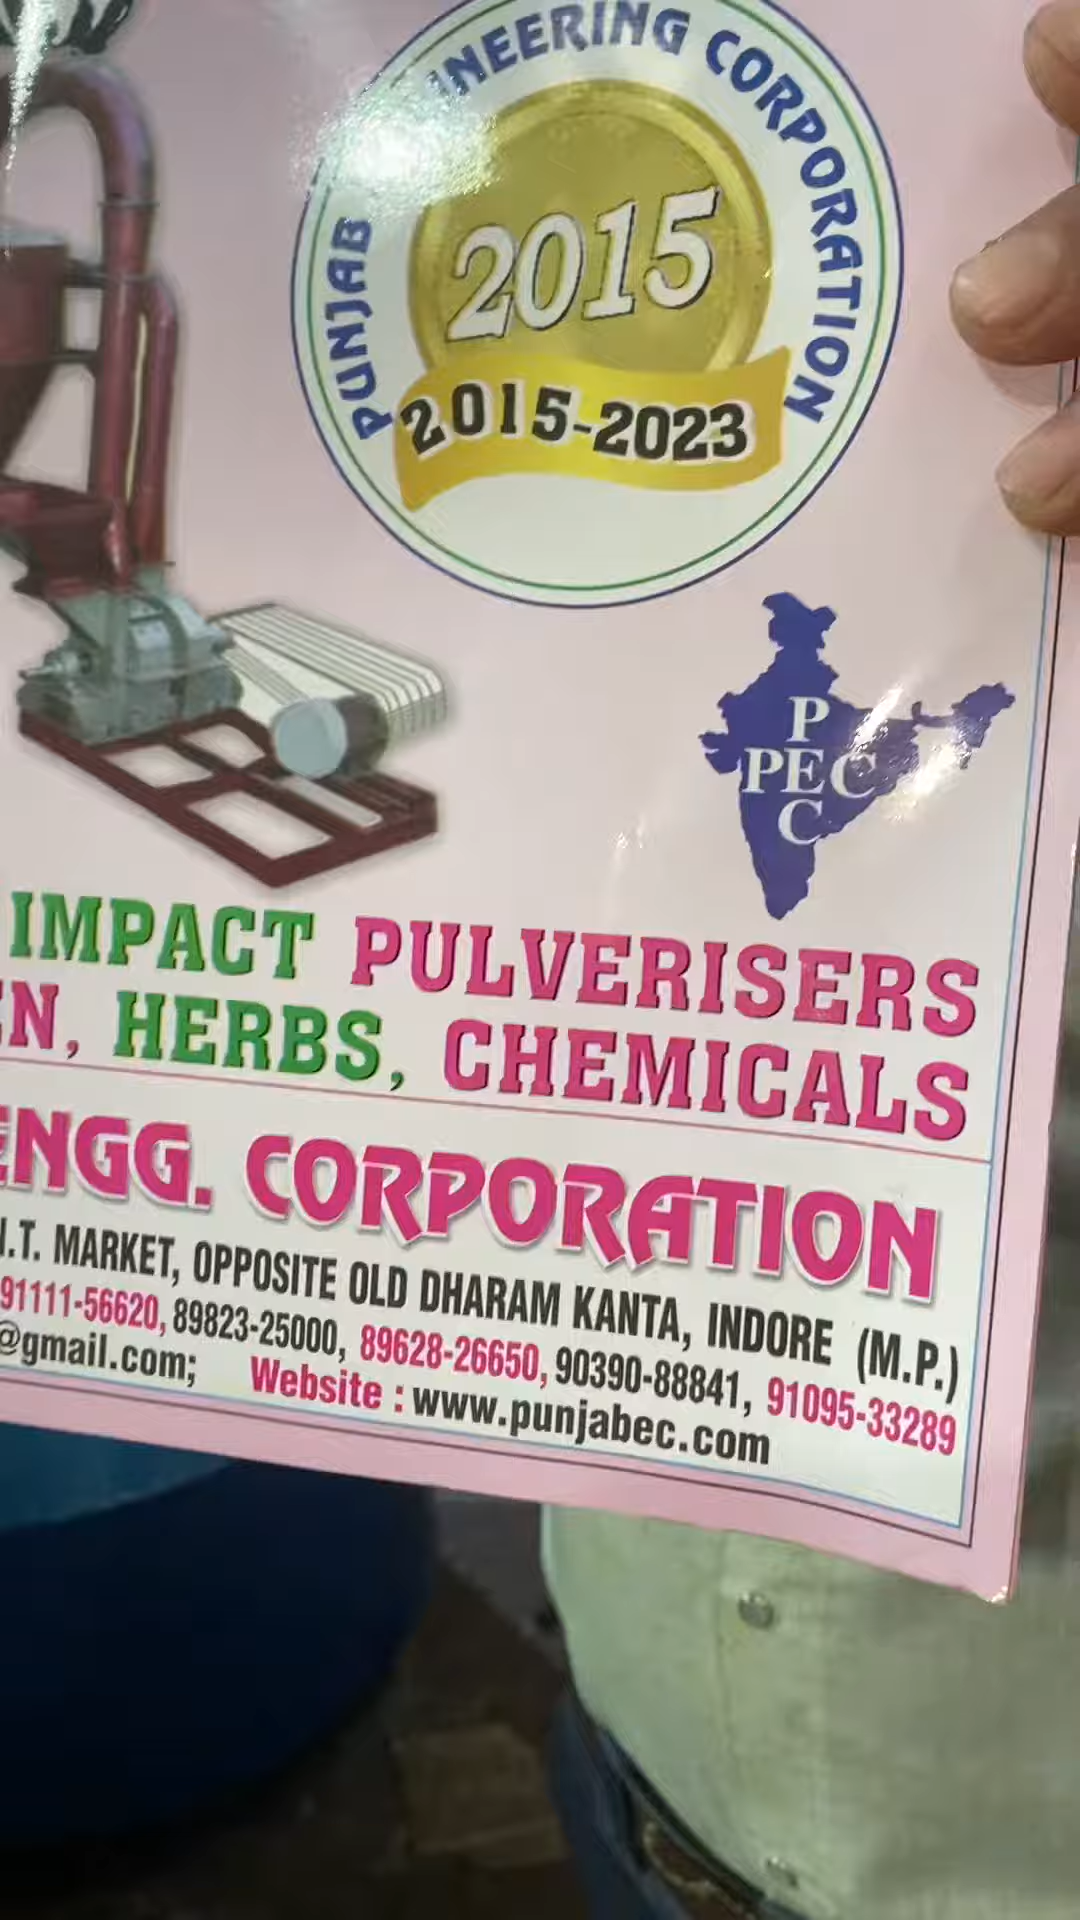 PUNJAB
CORPORATION
2015
2015-2023
P
PEC
C
IMPACT PULVERISERS
HERBS, CHEMICALS
ENGG. CORPORATION
MARKET, OPPOSITE OLD DHARAM KANTA, INDORE (M.P.)
91111-56620, 89823-25000, 89628-26650, 90390-88841, 91095-33289
@gmail.com; Website : www.punjabec.com